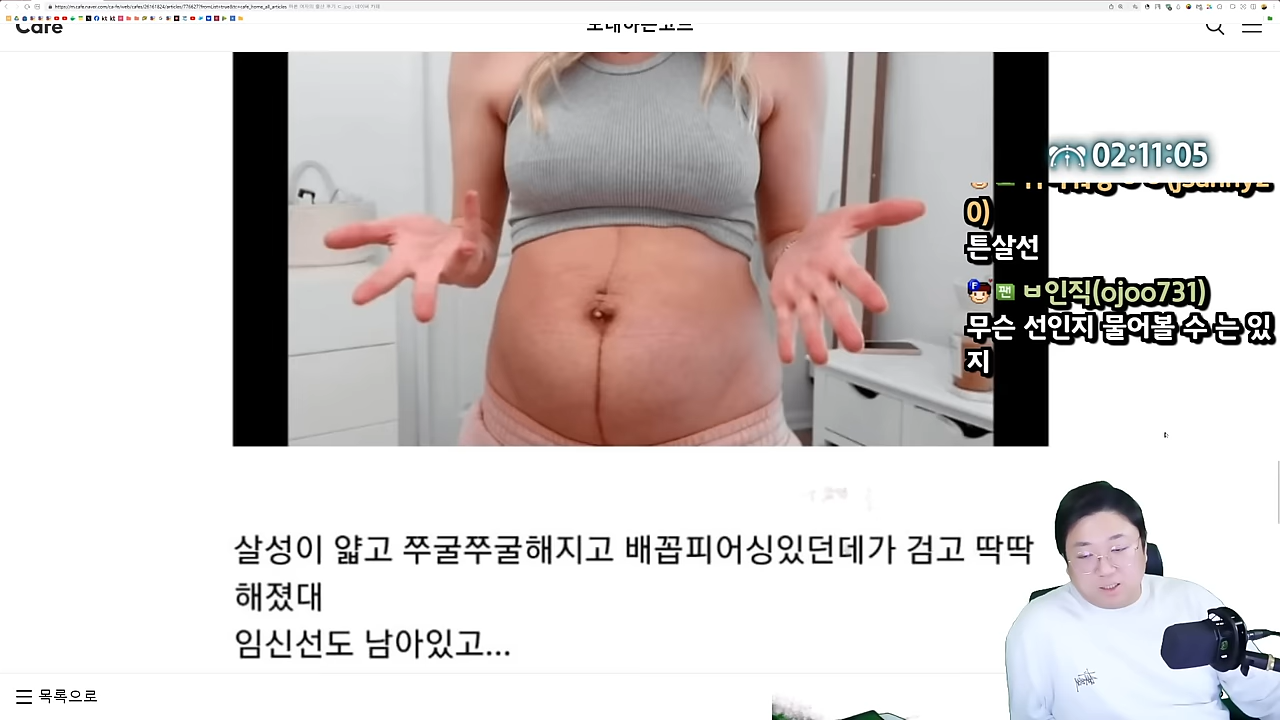 Cafe
02:11:05
튼살선
팬 ㅂ인직(ojoo731)
무슨 선인지 물어볼 수 는 있
지
살성이 얇고 쭈굴쭈굴해지고 배꼽피어싱있던데가 검고 딱딱
해졌대
임신선도 남아있고...
목록으로